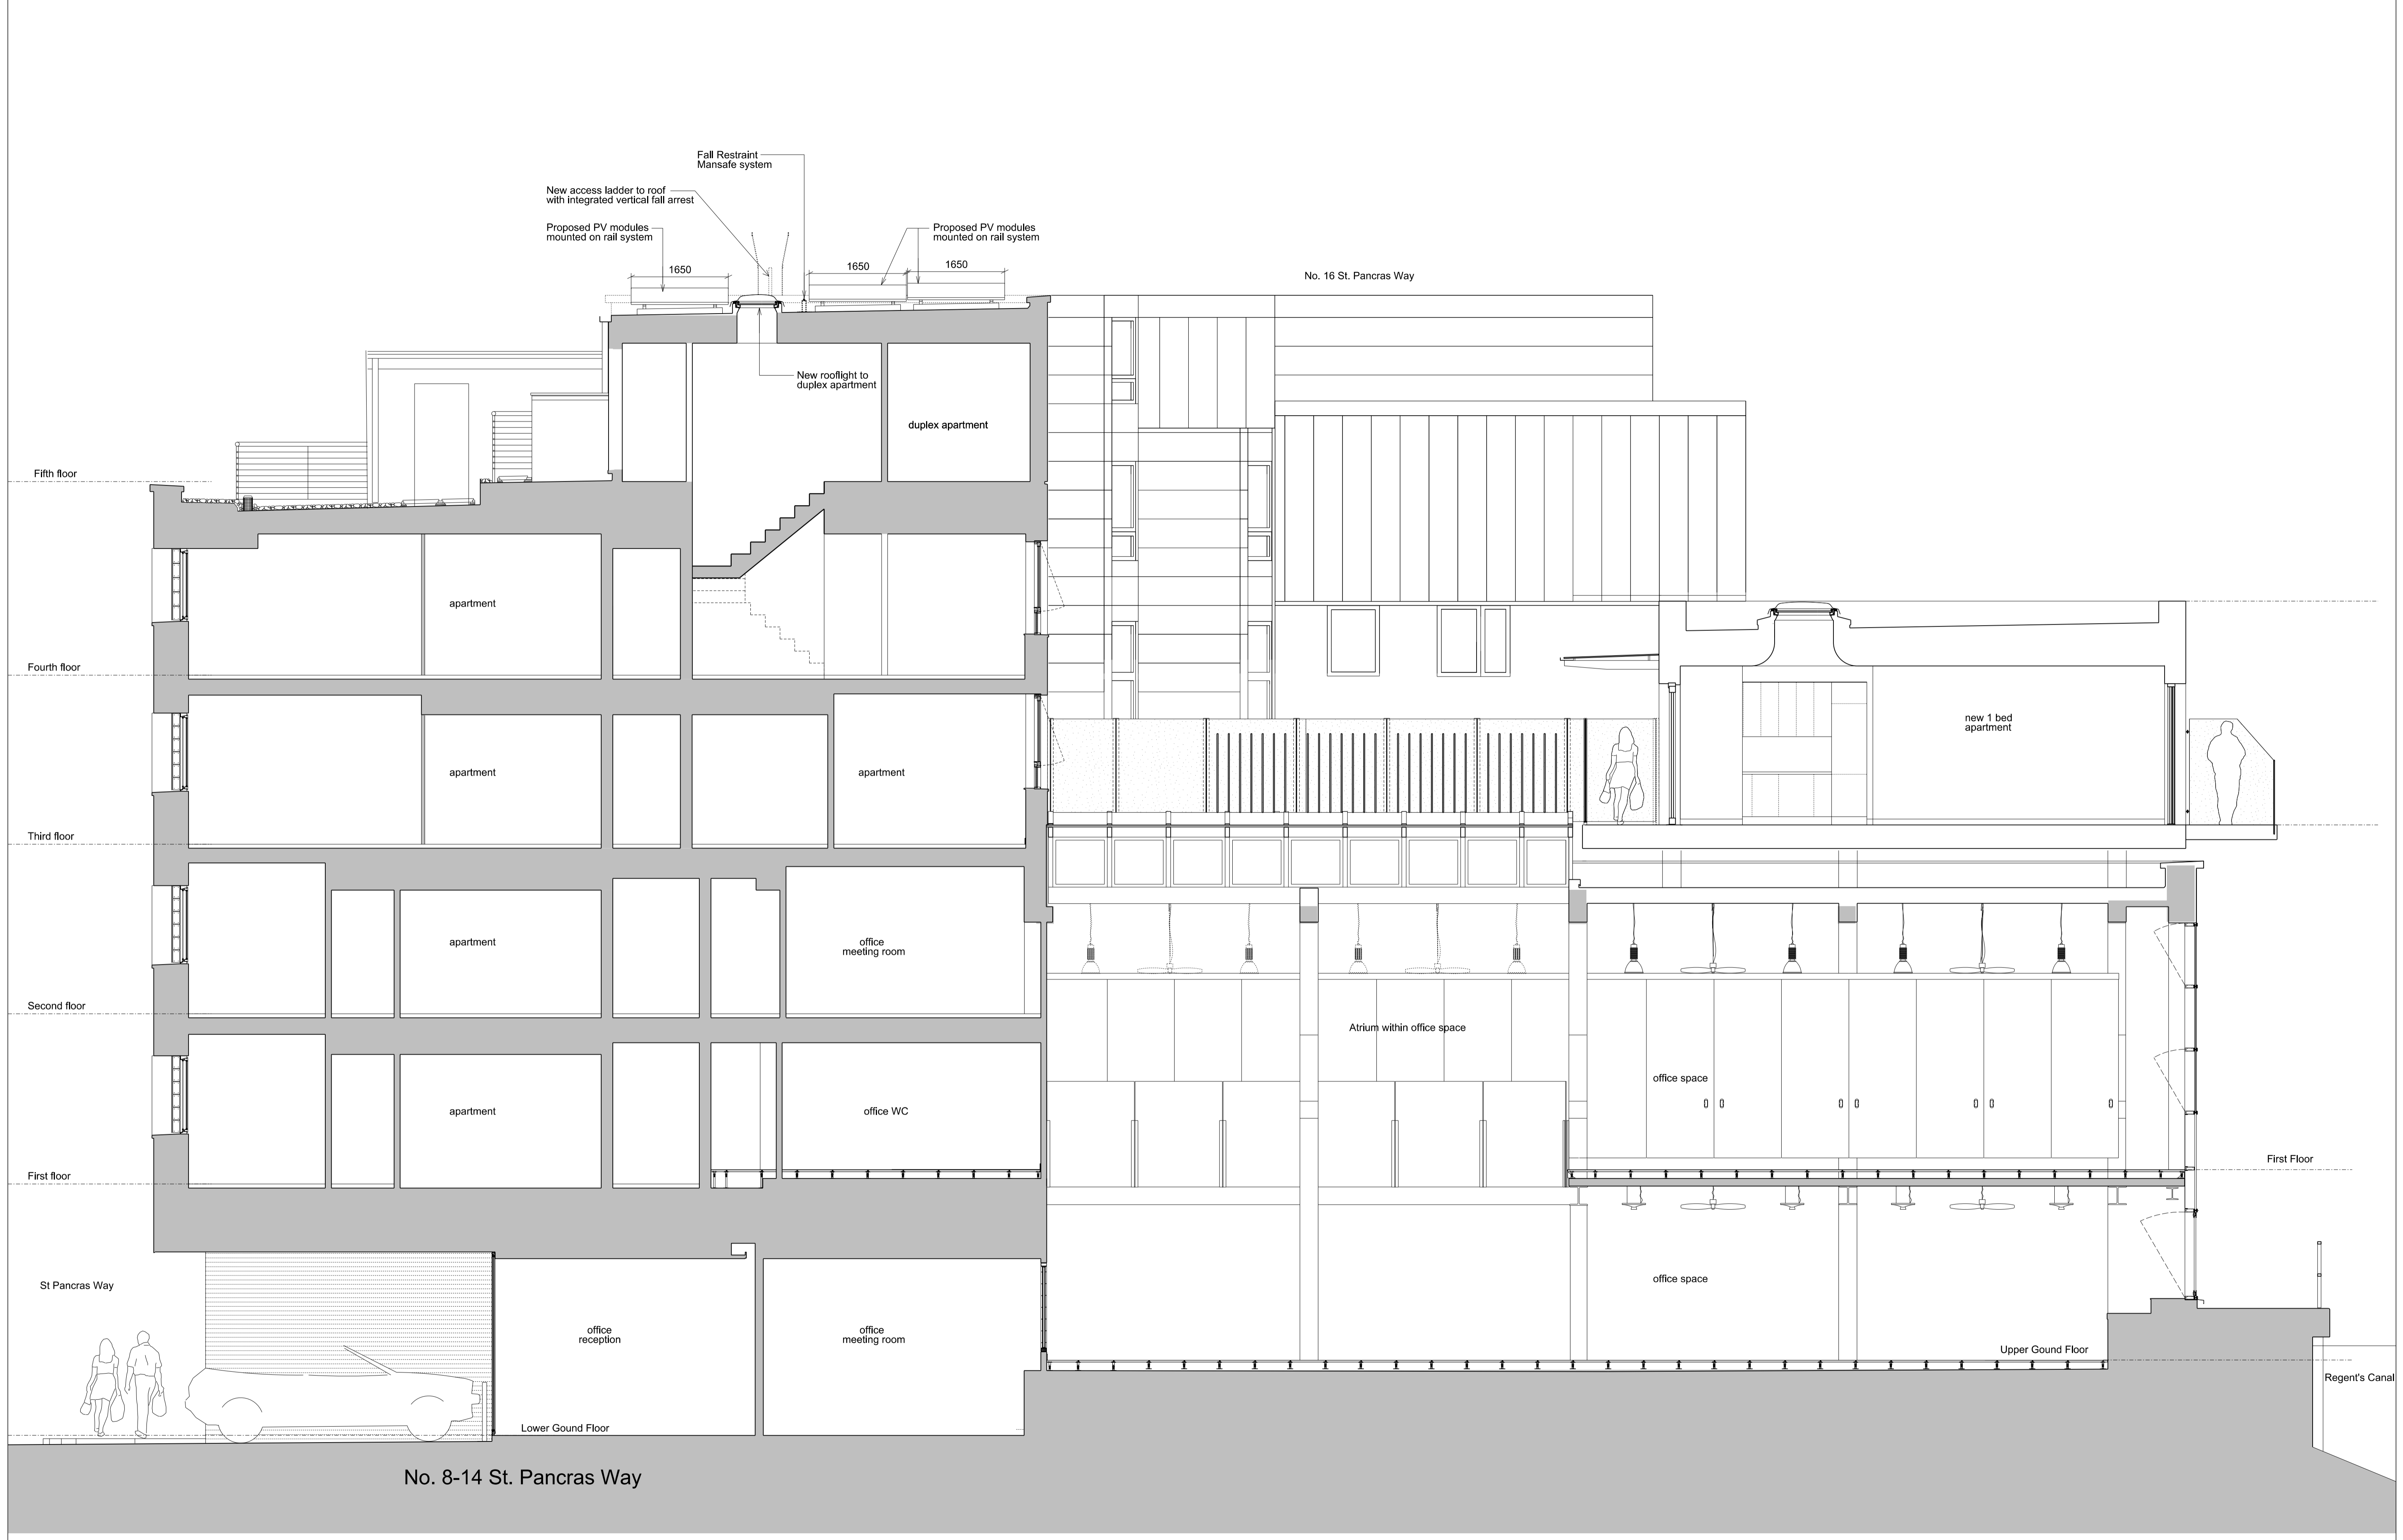 Fall Restraint
Mansafe system
New access ladder to roof
with integrated vertical fall arrest
Proposed PV modules
mounted on rail system
Proposed PV modules
mounted on rail system
1650
1650
1650
No. 16 St. Pancras Way
New rooflight to
duplex apartment
duplex apartment
Fifth floor
apartment
Fourth floor
new 1 bed
apartment
apartment
apartment
Third floor
apartment
office
meeting room
Second floor
Atrium within office space
office space
apartment
office WC
First floor
First Floor
St Pancras Way
office space
office
reception
office
meeting room
Upper Gound Floor
Regent's Canal
Lower Gound Floor
No. 8-14 St. Pancras Way